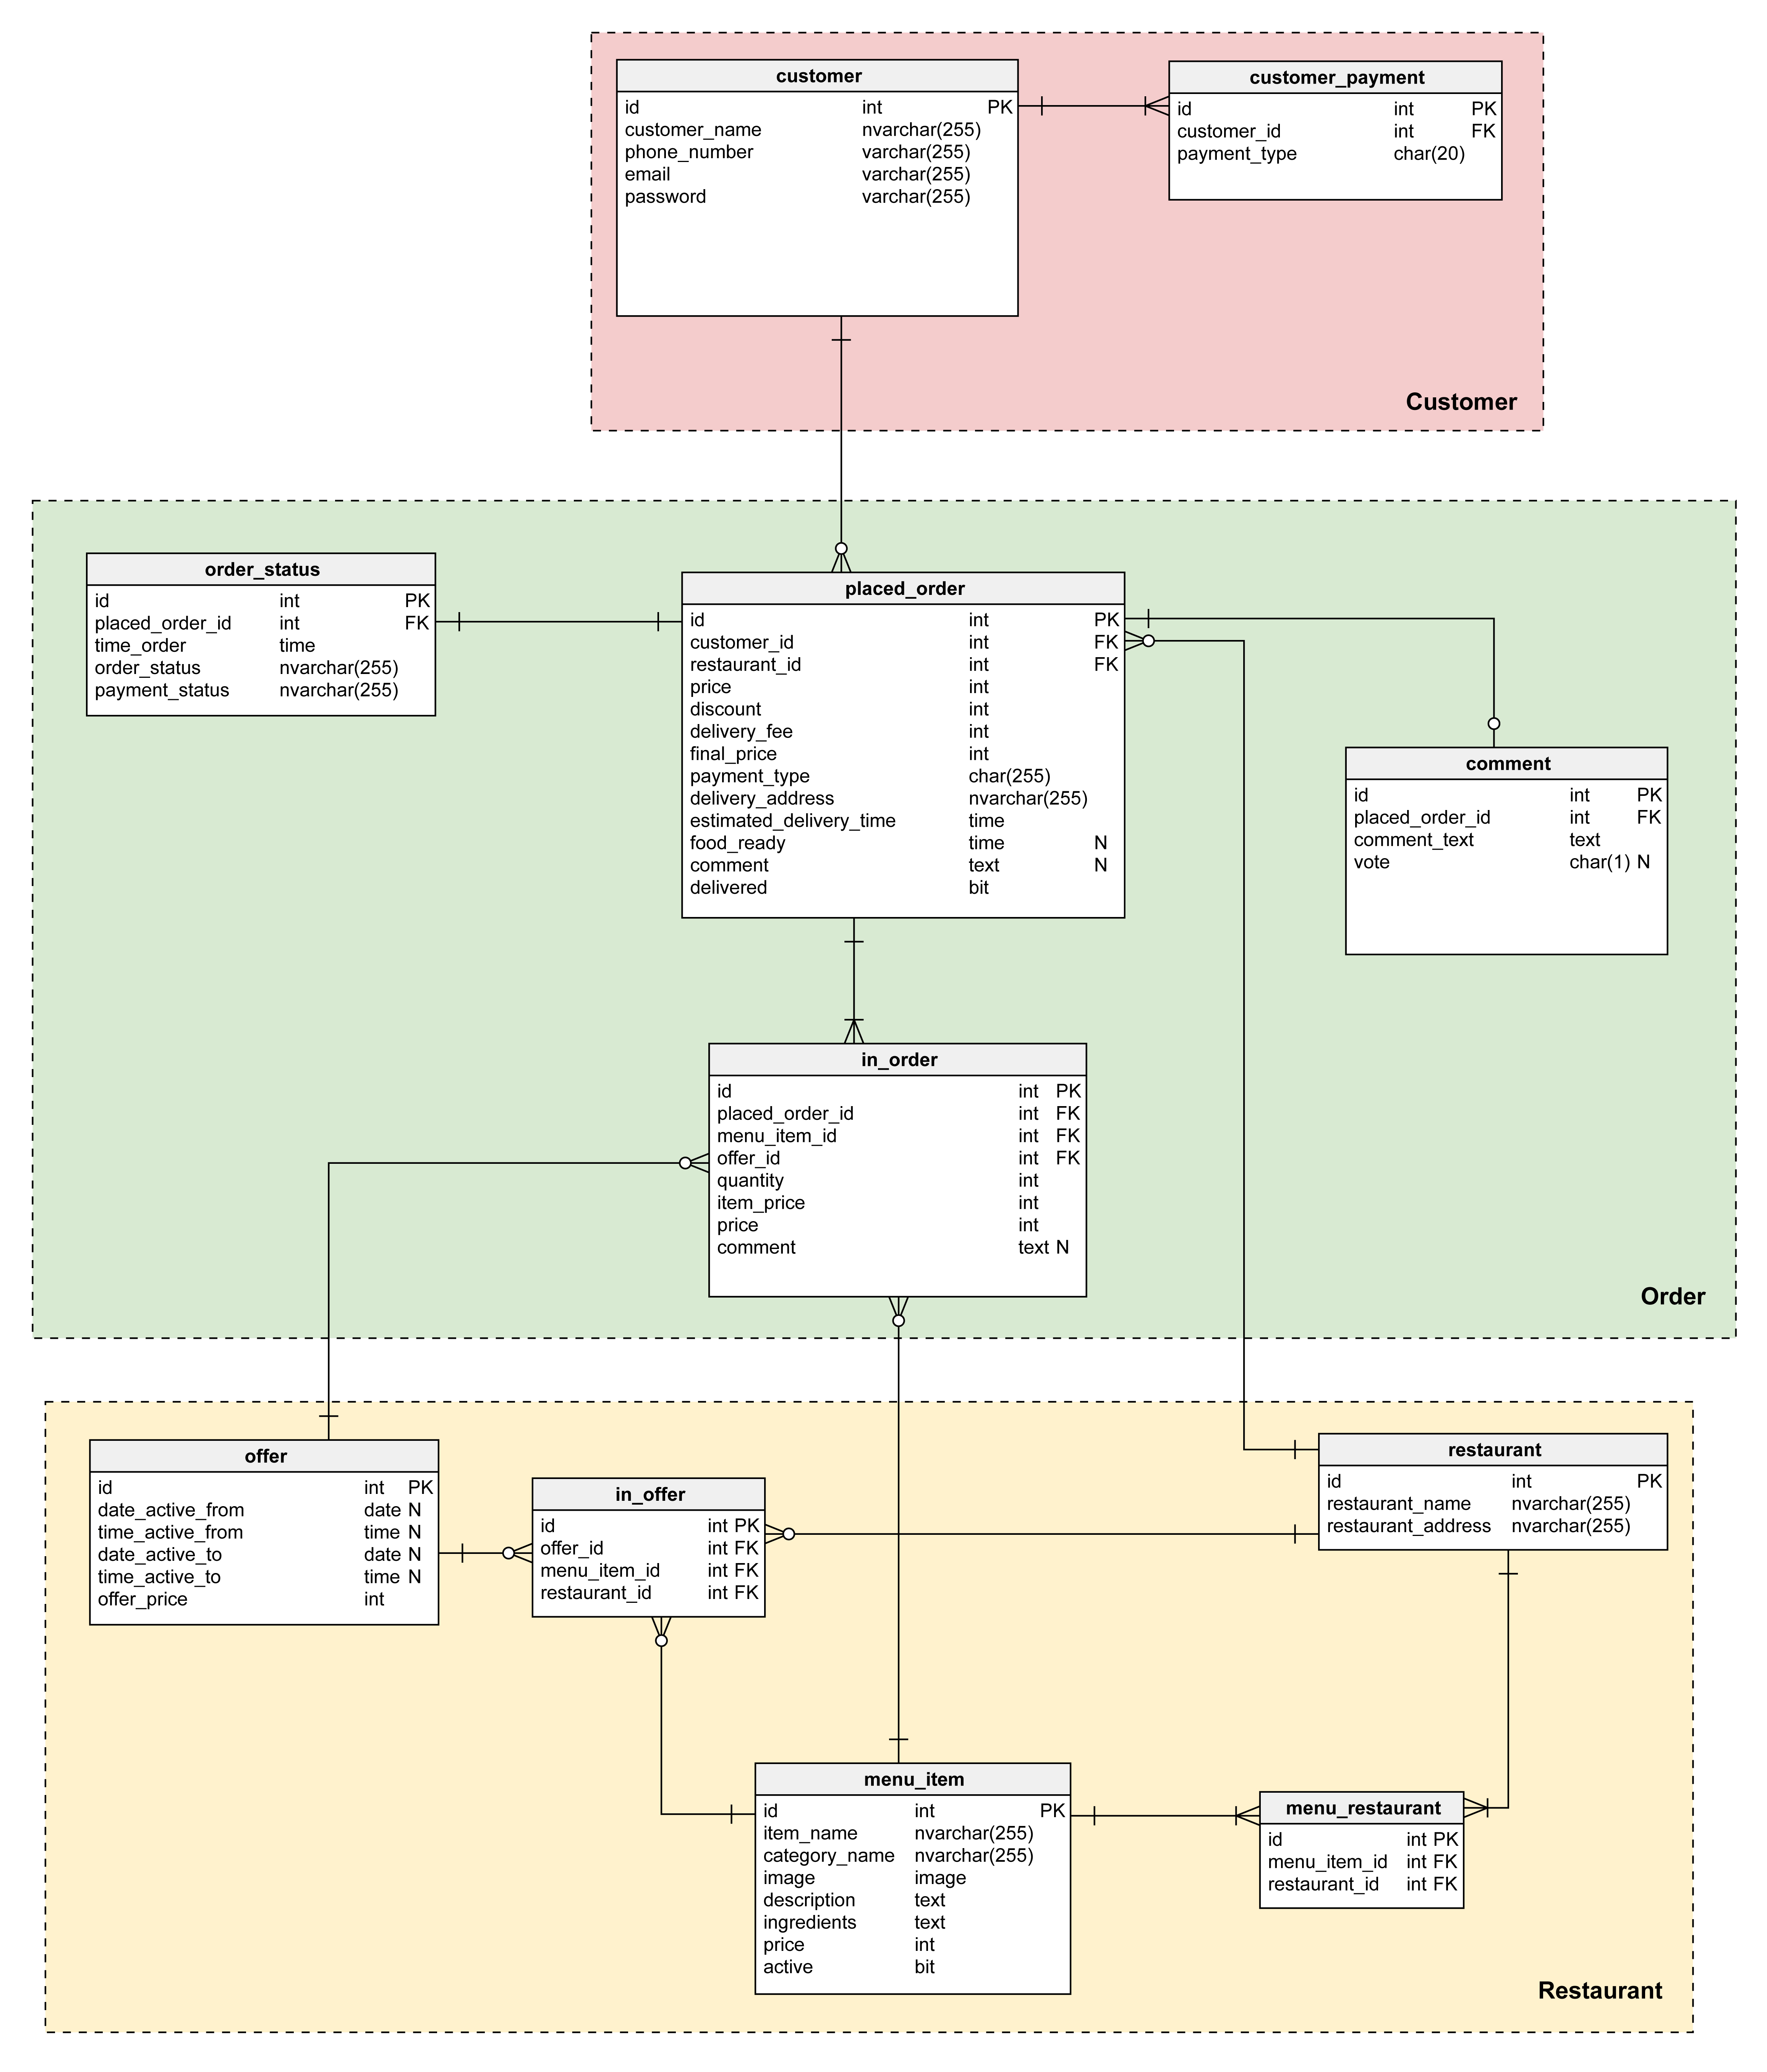 customer
id int PK
customer_name nvarchar(255)
phone_number varchar(255)
email varchar(255)
password varchar(255)
customer_payment
id int PK
customer_id int FK
payment_type char(20)
Customer
order_status
id int PK
placed_order_id int FK
time_order time
order_status nvarchar(255)
payment_status nvarchar(255)
placed_order
id int PK
customer_id int FK
restaurant_id int FK
price int
discount int
delivery_fee int
final_price int
payment_type char(255)
delivery_address nvarchar(255)
estimated_delivery_time time
food_ready time N
comment text N
delivered bit
comment
id int PK
placed_order_id int FK
comment_text text
vote char(1) N
in_order
id int PK
placed_order_id int FK
menu_item_id int FK
offer_id int FK
quantity int
item_price int
price int
comment text N
Order
offer
id int PK
date_active_from date N
time_active_from time N
date_active_to date N
time_active_to time N
offer_price int
in_offer
id int PK
offer_id int FK
menu_item_id int FK
restaurant_id int FK
restaurant
id int PK
restaurant_name nvarchar(255)
restaurant_address nvarchar(255)
menu_item
id int PK
item_name nvarchar(255)
category_name nvarchar(255)
image image
description text
ingredients text
price int
active bit
menu_restaurant
id int PK
menu_item_id int FK
restaurant_id int FK
Restaurant